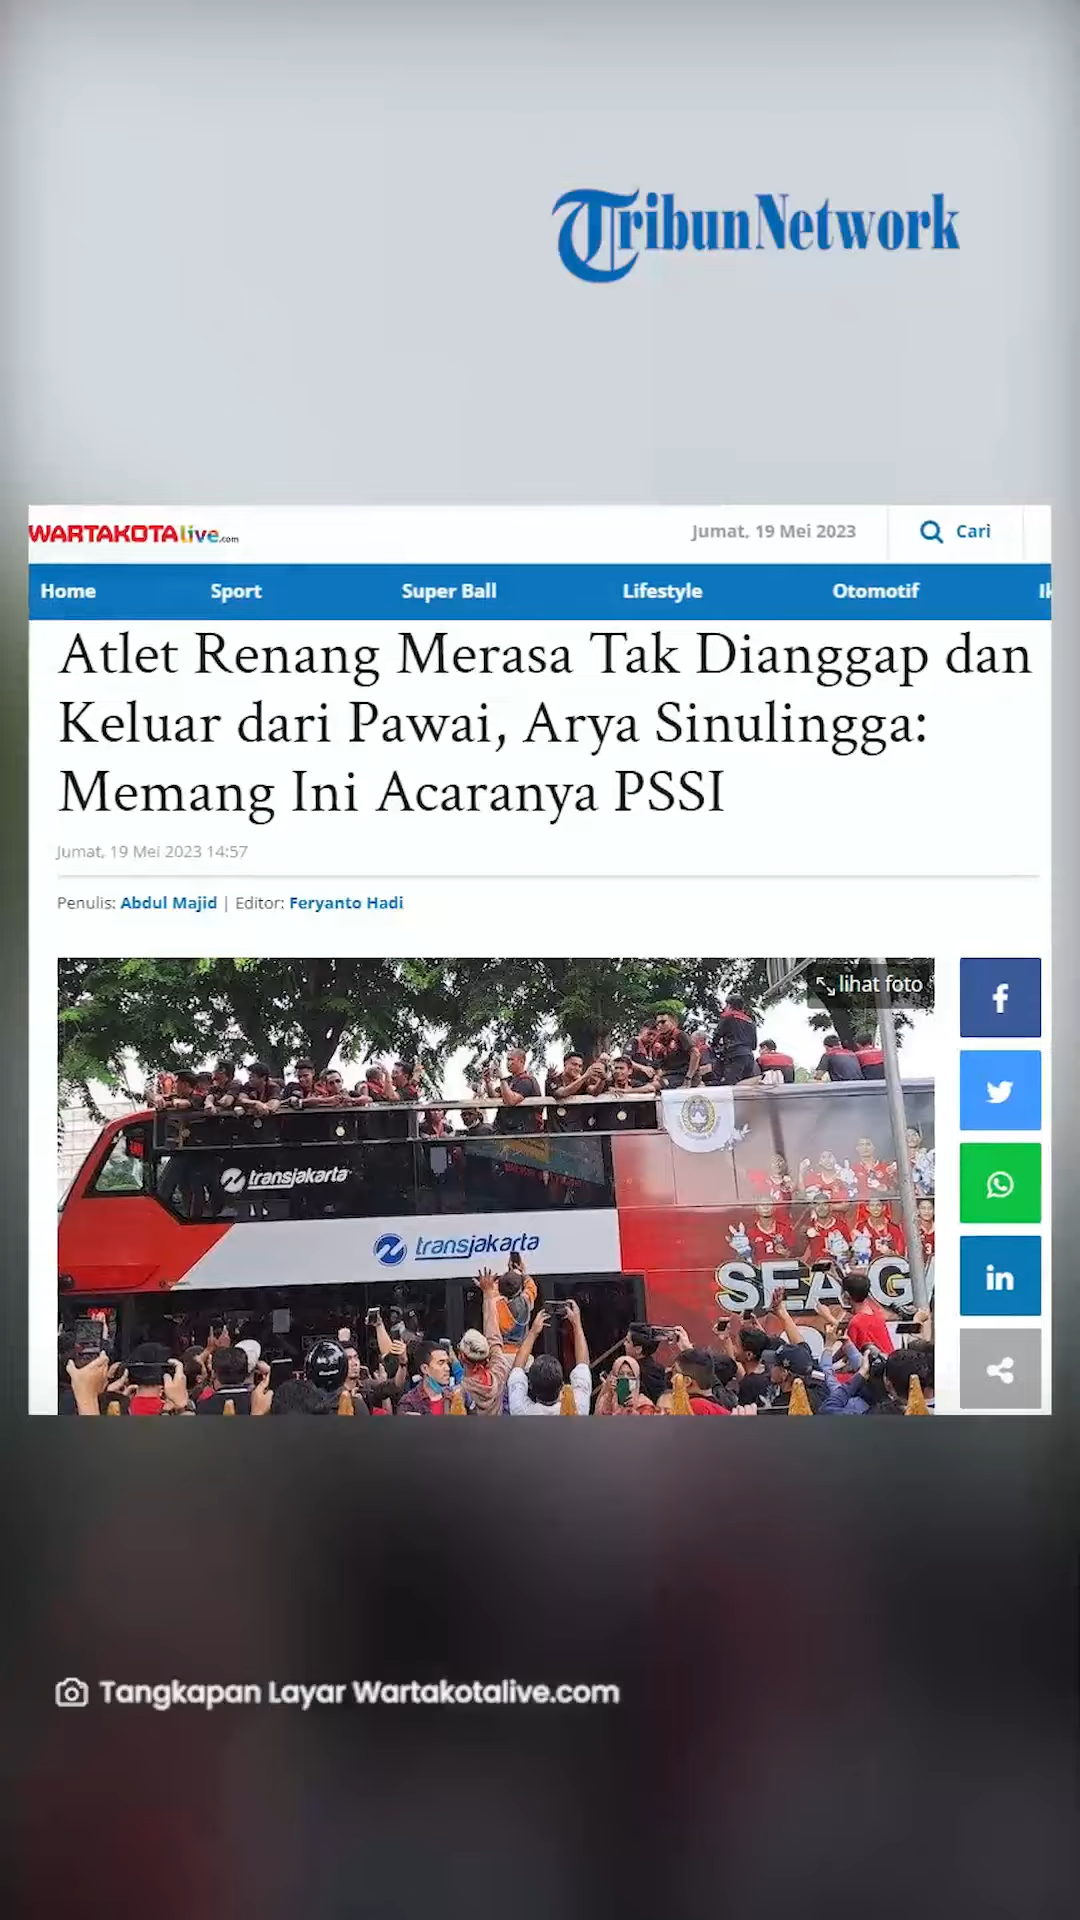 TribunNetwork
WARTAKOTAlive.com
Jumat, 19 Mei 2023
Cari
Home Sport Super Ball Lifestyle Otomotif
Atlet Renang Merasa Tak Dianggap dan
Keluar dari Pawai, Arya Sinulingga:
Memang Ini Acaranya PSSI
Jumat, 19 Mei 2023 14:57
Penulis: Abdul Majid | Editor: Feryanto Hadi
lihat foto
transjakarta
transjakarta
SEA GA
Tangkapan Layar Wartakotalive.com